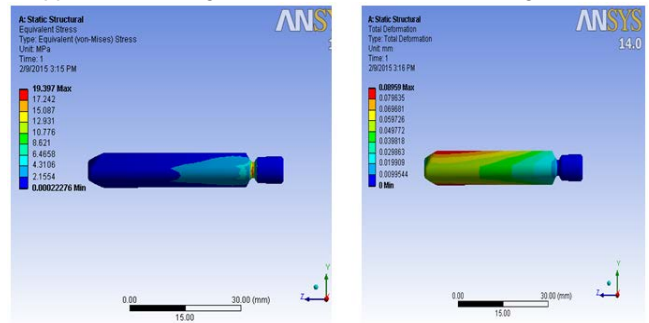 A: Static Structural
Equivalent Stress
Type: Equivalent (von-Mises) Stress
Unit: MPa
Time: 1
2/9/2015 3:15 PM
19.397 Max
17.242
15.087
12.931
10.776
8.621
6.4658
4.3106
2.1554
0.00022276 Min
ANSYS
0.00
30.00 (mm)
15.00
Y
Z
A: Static Structural
Total Deformation
Type: Total Deformation
Unit: mm
Time: 1
2/9/2015 3:16 PM
0.08959 Max
0.079635
0.069681
0.059726
0.049772
0.039818
0.029863
0.019909
0.0099544
0 Min
ANSYS
14.0
0.00
30.00 (mm)
15.00
Y
Z